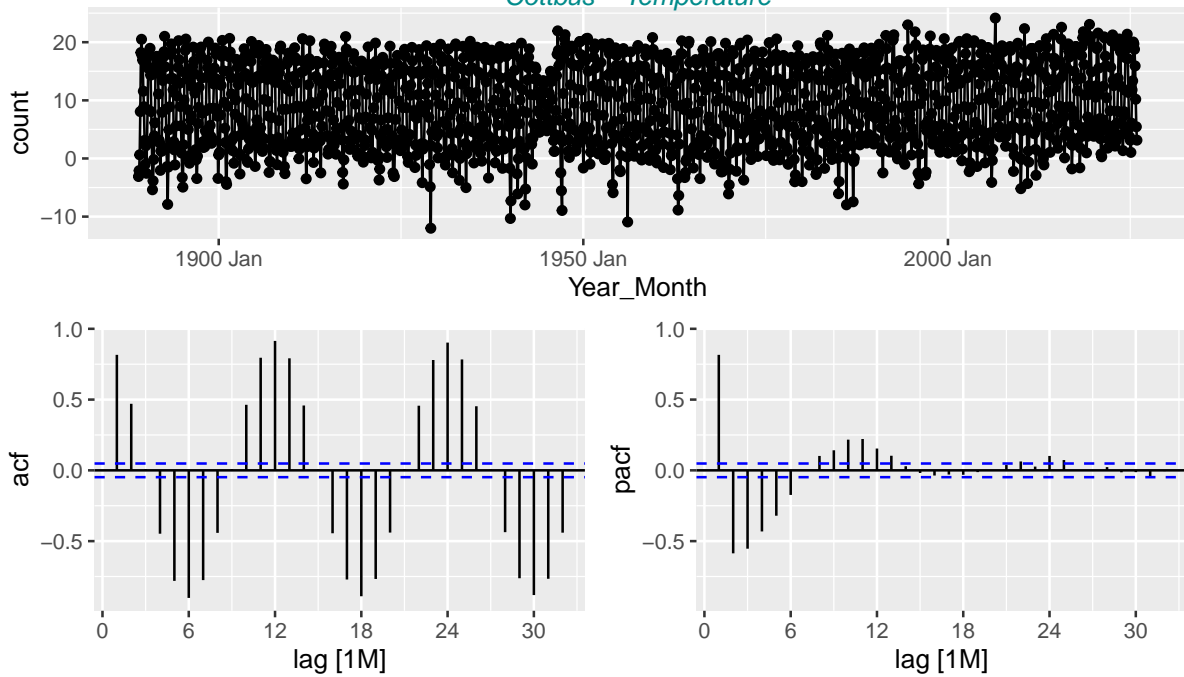 Cottbus – Temperature
20
10
0
−10
count
1900 Jan
1950 Jan
2000 Jan
Year_Month
1.0
0.5
0.0
−0.5
acf
0
6
12
18
24
30
lag [1M]
1.0
0.5
0.0
−0.5
pacf
0
6
12
18
24
30
lag [1M]